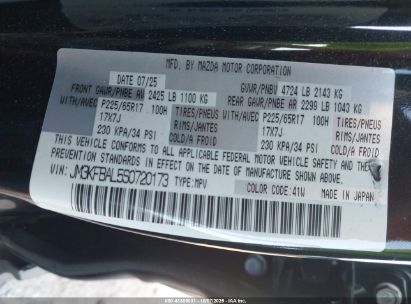 MFD BY MAZDA MOTOR CORPORATION
DATE 07/25 GVWR/PNBV 4724 LB 2143 KG
FRONT GAWR/PNBE AV 2425 LB 1100 KG REAR GAWR/PNBE AR 2299 LB 1043 KG
WITH/AVEC P225/65R17 100H TIRES/PNEUS WITH/AVEC P225/65R17 100H TIRES/PNEUS
17X7J RIMS/JANTES 17X7J RIMS/JANTES
230 KPA/34 PSI COLD/A FROID 230 KPA/34 PSI COLD/A FROID
THIS VEHICLE CONFORMS TO ALL APPLICABLE FEDERAL MOTOR VEHICLE SAFETY
THEFT PREVENTION STANDARDS IN EFFECT ON THE DATE OF MANUFACTURE SHOWN ABOVE.
JM3KFBAL5S0720173 TYPE:MPV COLOR CODE:41W MADE IN JAPAN